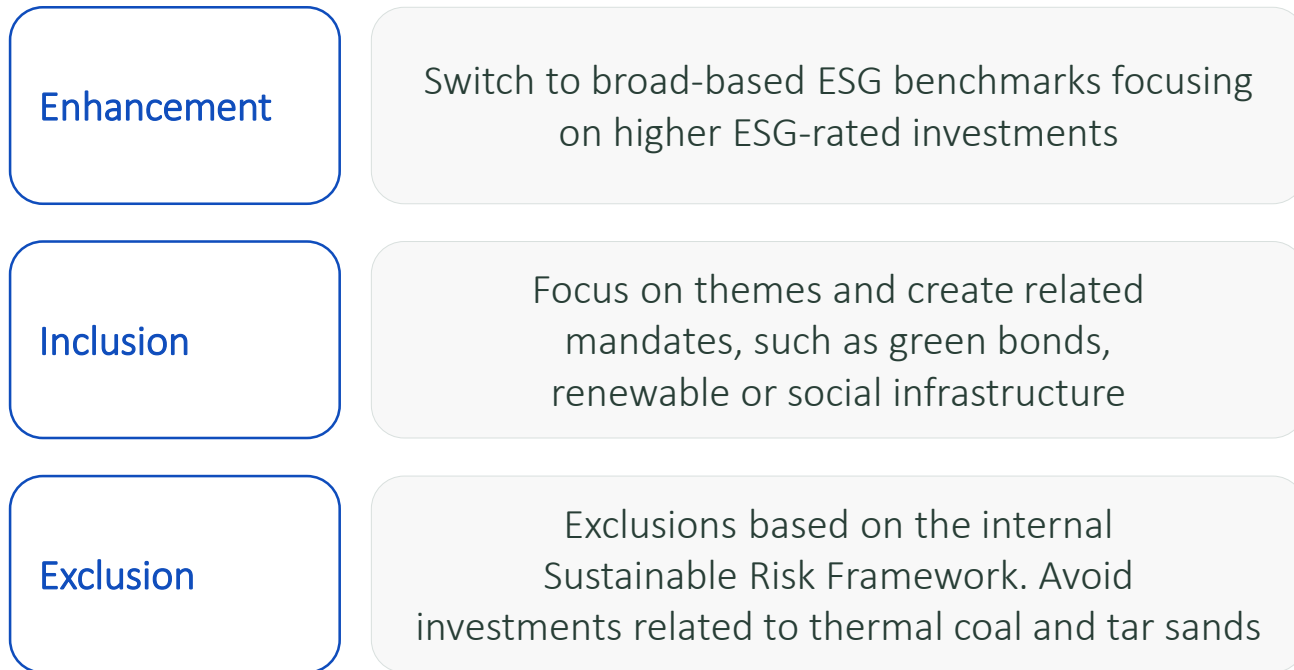 Enhancement
Switch to broad-based ESG benchmarks focusing
on higher ESG-rated investments
Inclusion
Focus on themes and create related
mandates, such as green bonds,
renewable or social infrastructure
Exclusion
Exclusions based on the internal
Sustainable Risk Framework. Avoid
investments related to thermal coal and tar sands